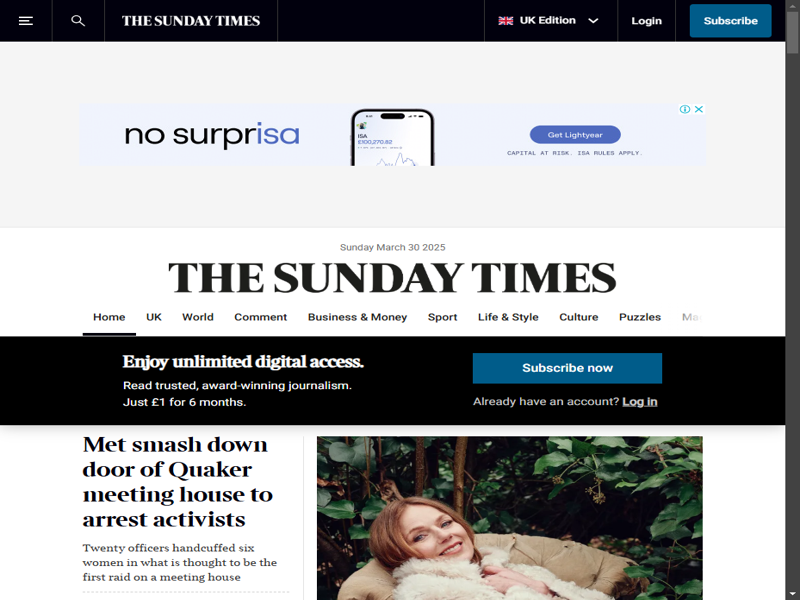 THE SUNDAY TIMES
UK Edition
Login
Subscribe
no surprisa
ISA
£100,270.82
Get Lightyear
CAPITAL AT RISK. ISA RULES APPLY.
Sunday March 30 2025
THE SUNDAY TIMES
Home UK World Comment Business & Money Sport Life & Style Culture Puzzles
Enjoy unlimited digital access.
Read trusted, award-winning journalism.
Just £1 for 6 months.
Subscribe now
Already have an account? Log in
Met smash down
door of Quaker
meeting house to
arrest activists
Twenty officers handcuffed six
women in what is thought to be the
first raid on a meeting house